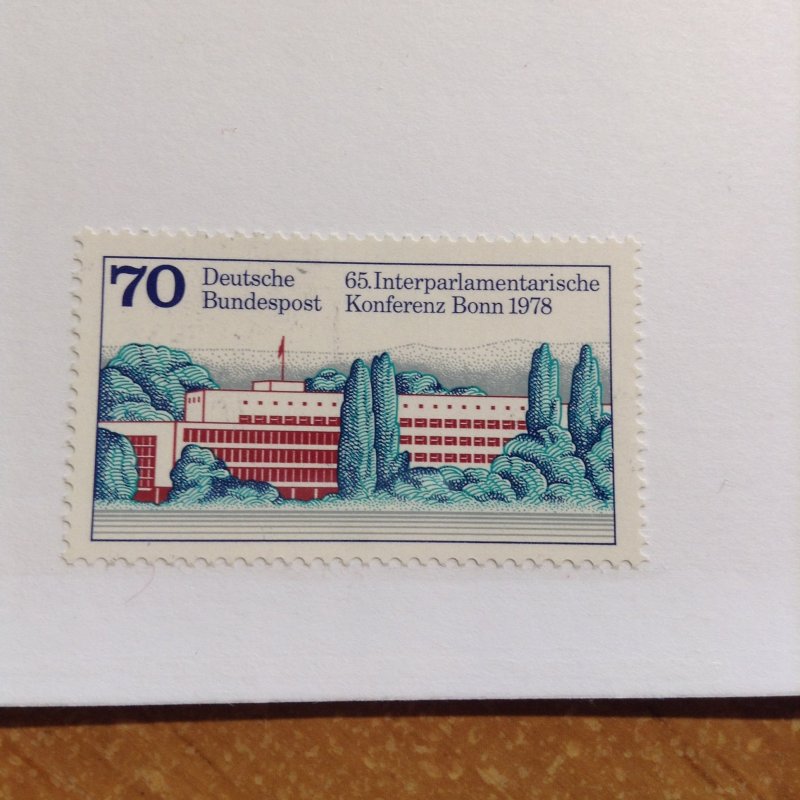 70
Deutsche
Bundespost
65.Interparlamentarische
Konferenz Bonn 1978